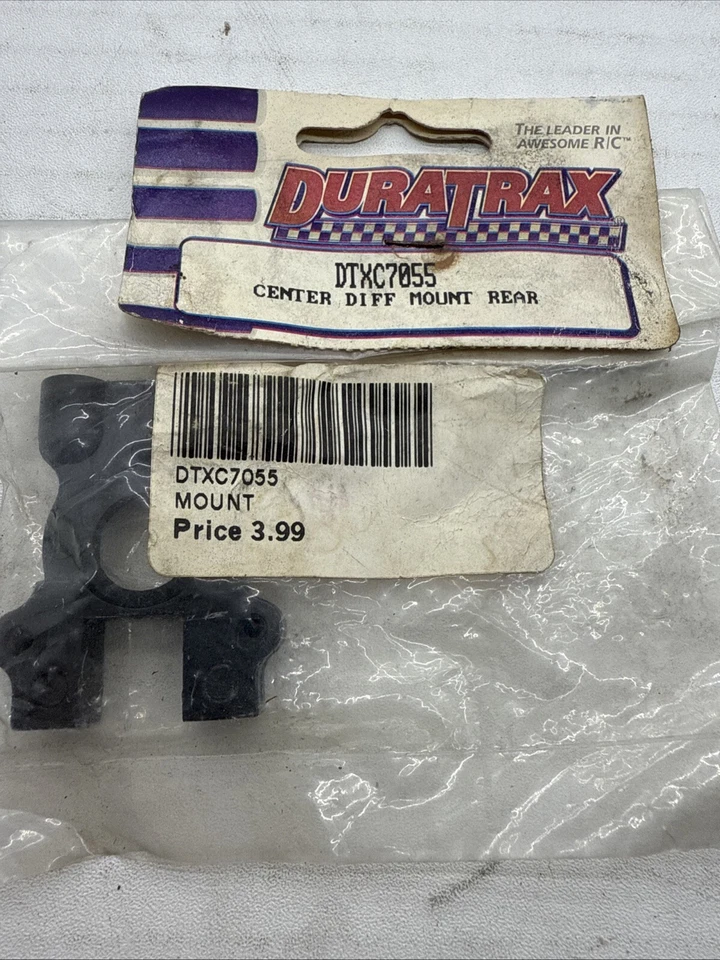 THE LEADER IN
AWESOME R|C™
DURATRAX
DTXC7055
CENTER DIFF MOUNT REAR
DTXC7055
MOUNT
Price 3.99